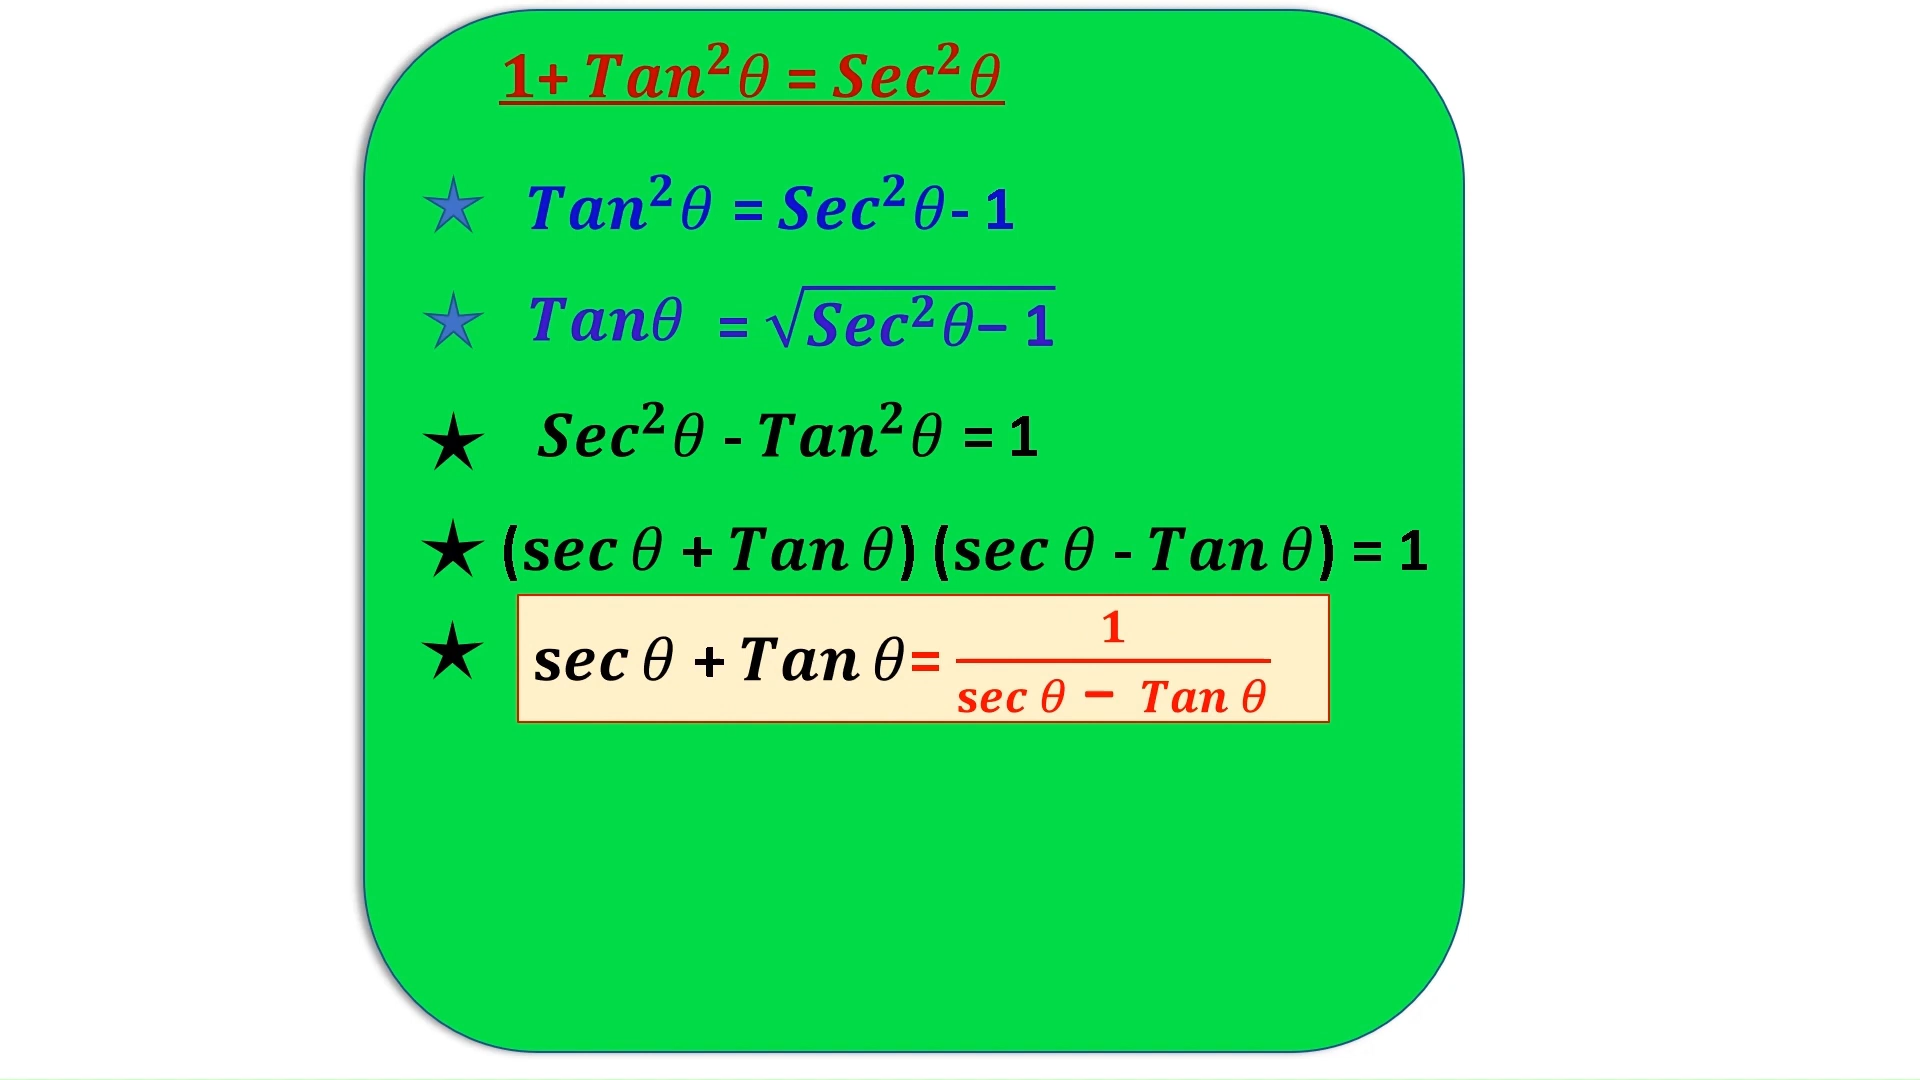 1+ Tan²θ = Sec²θ
Tan²θ = Sec²θ- 1
Tanθ = √Sec²θ− 1
Sec²θ - Tan²θ = 1
(sec θ + Tan θ) (sec θ - Tan θ) = 1
sec θ + Tan θ= 1
sec θ − Tan θ